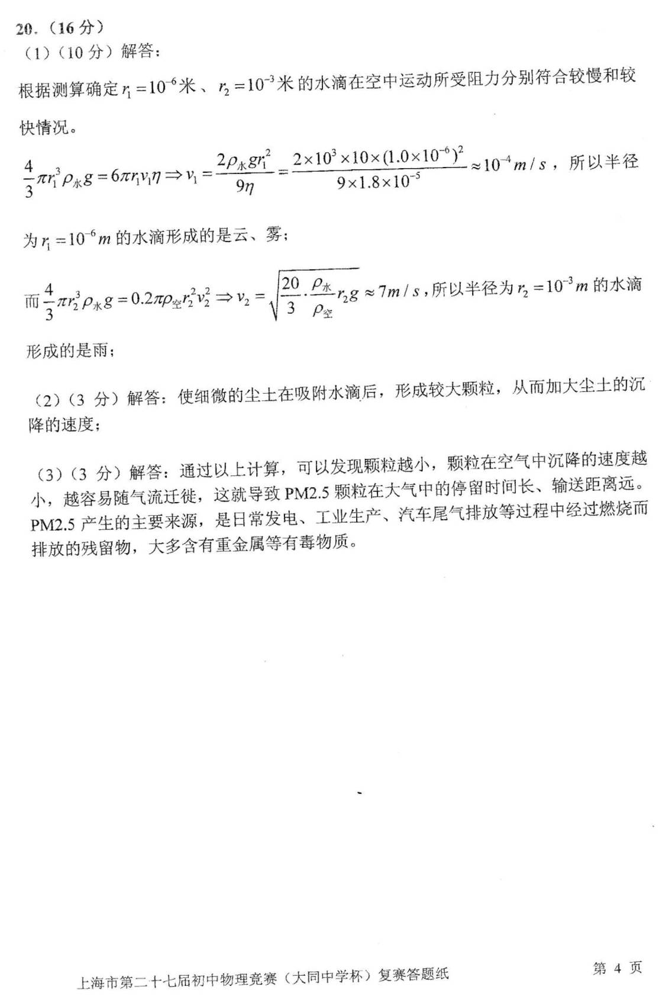 20.（16 分）
（1）（10 分）解答：
根据测算确定 r₁ =10⁻⁶米、 r₂ =10⁻³米 的水滴在空中运动所受阻力分别符合较慢和较
快情况。
4/3 πr₁³ρ水g = 6πr₁v₁η ⇒ v₁ = 2ρ水gr₁²/9η = 2×10³×10×(1.0×10⁻⁶)²/9×1.8×10⁻⁵ ≈10⁻⁴ m / s ，所以半径
为 r₁ =10⁻⁶ m 的水滴形成的是云、雾；
而 4/3 πr₂³ρ水g = 0.2πρ空r₂²v₂² ⇒ v₂ = √(20/3 · ρ水/ρ空 r₂g) ≈ 7m / s ,所以半径为 r₂ =10⁻³ m 的水滴
形成的是雨；
（2）（3 分）解答：使细微的尘土在吸附水滴后，形成较大颗粒，从而加大尘土的沉
降的速度；
（3）（3 分）解答：通过以上计算，可以发现颗粒越小，颗粒在空气中沉降的速度越
小，越容易随气流迁徙，这就导致 PM2.5 颗粒在大气中的停留时间长、输送距离远。
PM2.5 产生的主要来源，是日常发电、工业生产、汽车尾气排放等过程中经过燃烧而
排放的残留物，大多含有重金属等有毒物质。
上海市第二十七届初中物理竞赛（大同中学杯）复赛答题纸
第 4 页